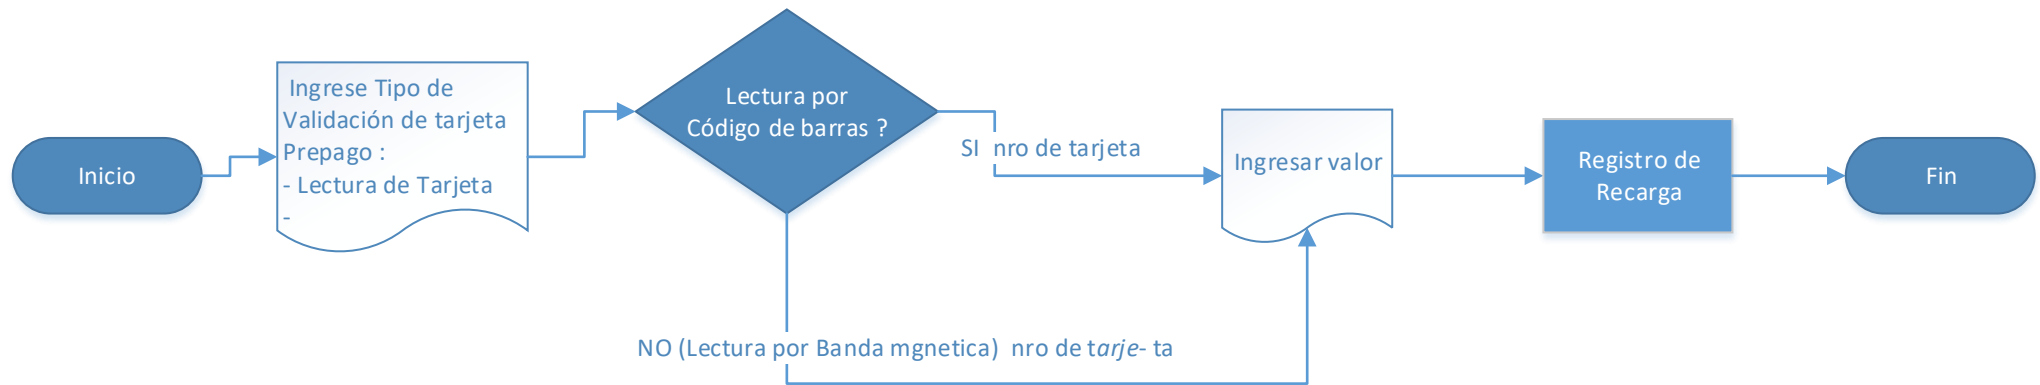 Inicio
Ingrese Tipo de
Validación de tarjeta
Prepago :
- Lectura de Tarjeta
-
Lectura por
Código de barras ?
SI nro de tarjeta
Ingresar valor
Registro de
Recarga
Fin
NO (Lectura por Banda mgnetica) nro de tarje- ta